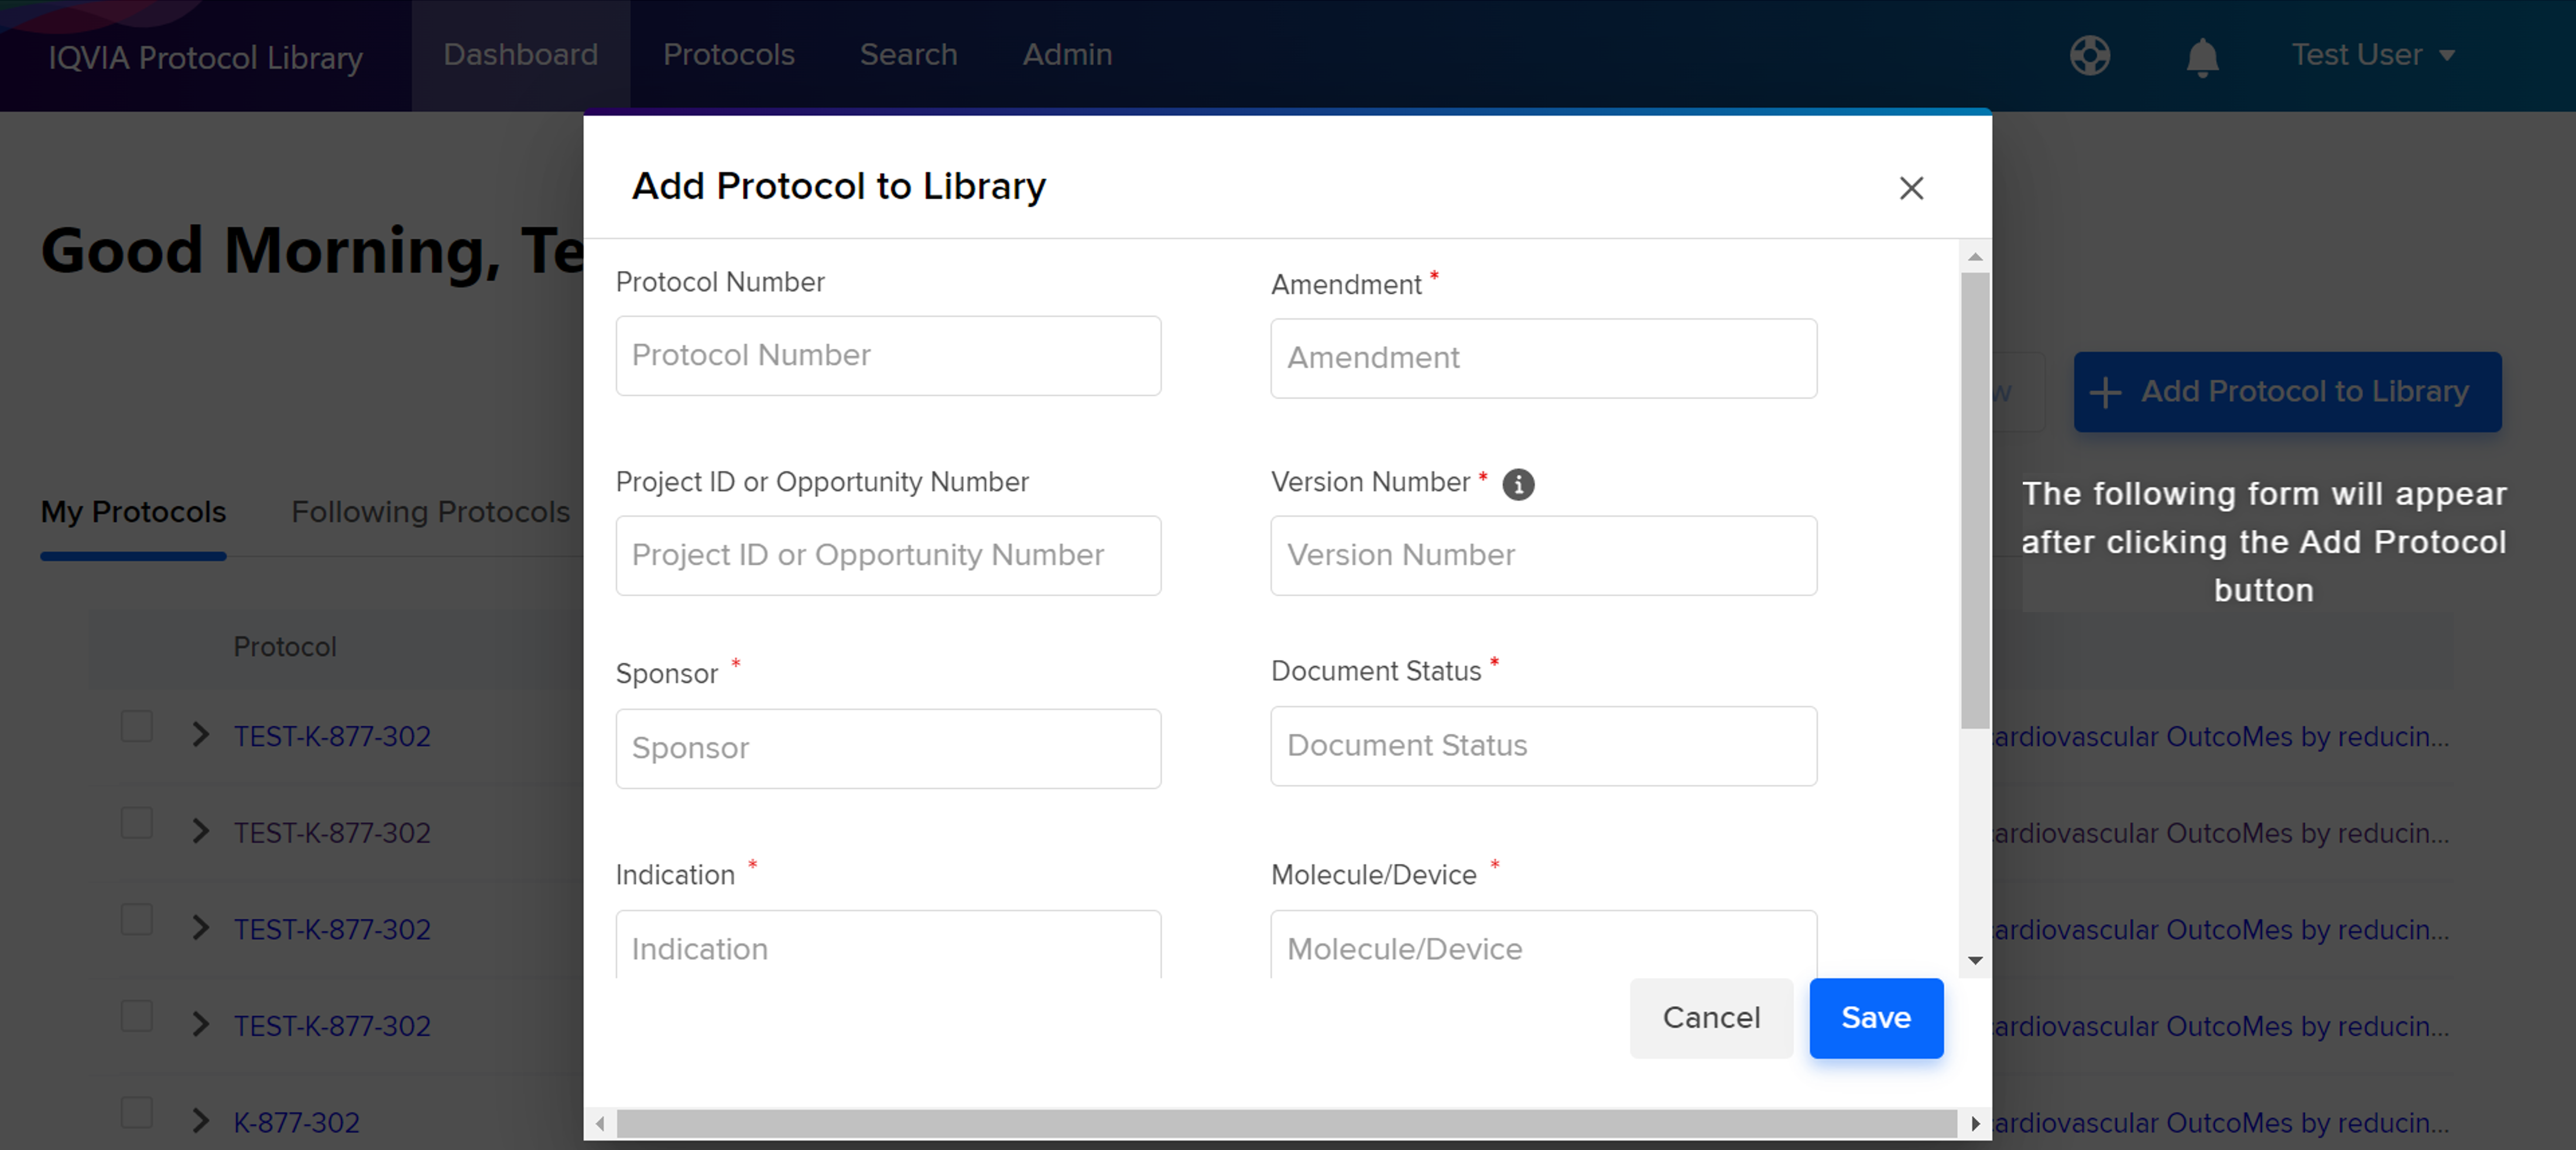 IQVIA Protocol Library Dashboard Protocols Search Admin Test User
Good Morning, Te
Add Protocol to Library
Protocol Number
Amendment *
Protocol Number
Amendment
w
Add Protocol to Library
Project ID or Opportunity Number
Version Number *
Project ID or Opportunity Number
Version Number
My Protocols Following Protocols
The following form will appear
after clicking the Add Protocol
button
Protocol
Sponsor *
Document Status *
Sponsor
Document Status
TEST-K-877-302
ardiovascular OutcoMes by reducin...
TEST-K-877-302
ardiovascular OutcoMes by reducin...
Indication *
Molecule/Device *
Indication
Molecule/Device
TEST-K-877-302
ardiovascular OutcoMes by reducin...
TEST-K-877-302
ardiovascular OutcoMes by reducin...
Cancel Save
K-877-302
ardiovascular OutcoMes by reducin...